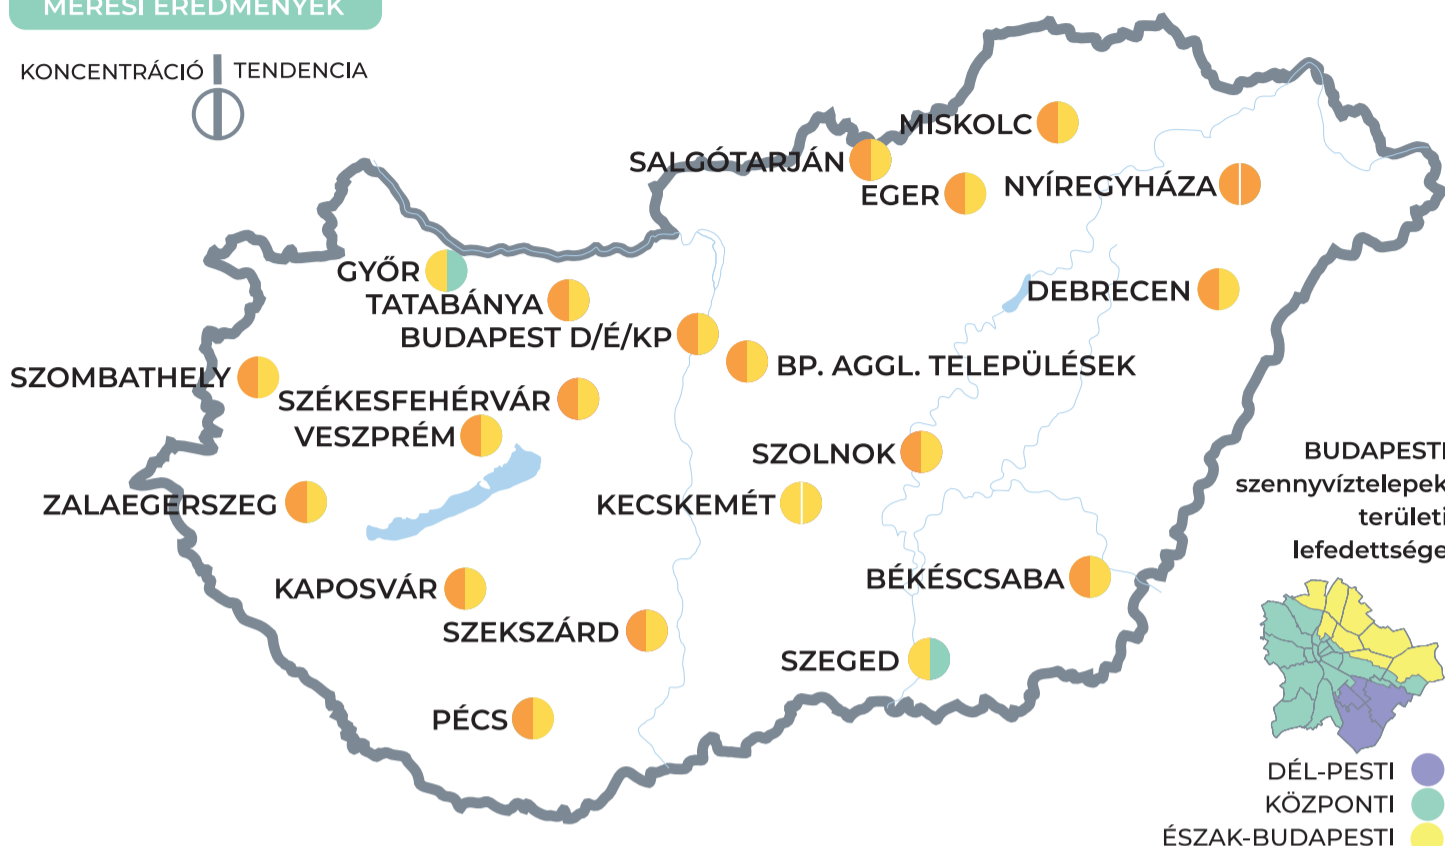 MÉRÉSI EREDMÉNYEK
KONCENTRÁCIÓ
TENDENCIA
MISKOLC
SALGÓTARJÁN
EGER
NYÍREGYHÁZA
GYŐR
TATABÁNYA
DEBRECEN
BUDAPEST D/É/KP
BP. AGGL. TELEPÜLÉSEK
SZOMBATHELY
SZÉKESFEHÉRVÁR
VESZPRÉM
SZOLNOK
ZALAEGERSZEG
KECSKEMÉT
BUDAPESTI
szennyvíztelepek
területi
lefedettsége
BÉKÉSCSABA
KAPOSVÁR
SZEKSZÁRD
SZEGED
PÉCS
DÉL-PESTI
KÖZPONTI
ÉSZAK-BUDAPESTI